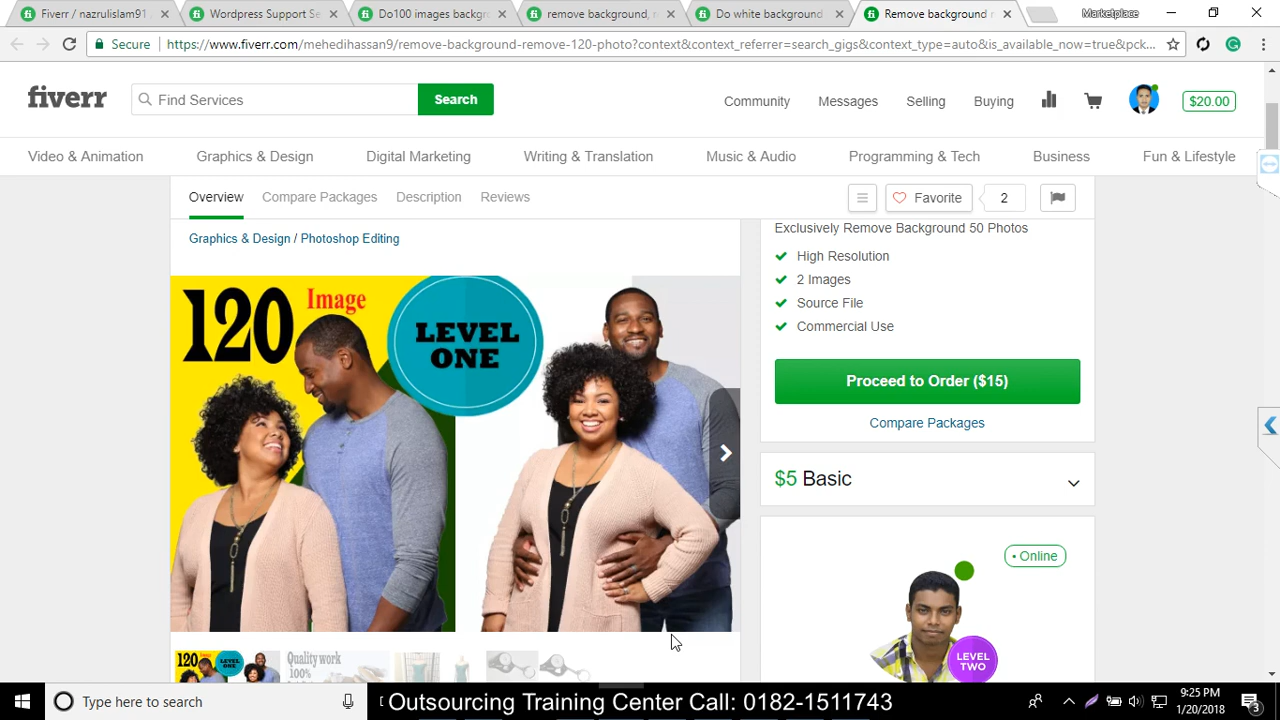 Fiverr / nazrulislam91
Wordpress Support Se
Do100 images backgr
remove background, r
Do white background
Remove background r
Marketplace
Secure
https://www.fiverr.com/mehedihassan9/remove-background-remove-120-photo?context&context_referrer=search_gigs&context_type=auto&is_available_now=true&pck...
fiverr
Find Services
Search
Community
Messages
Selling
Buying
$20.00
Video & Animation
Graphics & Design
Digital Marketing
Writing & Translation
Music & Audio
Programming & Tech
Business
Fun & Lifestyle
Overview
Compare Packages
Description
Reviews
Favorite
2
Graphics & Design / Photoshop Editing
120
Image
LEVEL
ONE
Exclusively Remove Background 50 Photos
High Resolution
2 Images
Source File
Commercial Use
Proceed to Order ($15)
Compare Packages
$5 Basic
• Online
LEVEL
TWO
120
Quality work
100%
Type here to search
Outsourcing Training Center Call: 0182-1511743
9:25 PM
1/20/2018
3